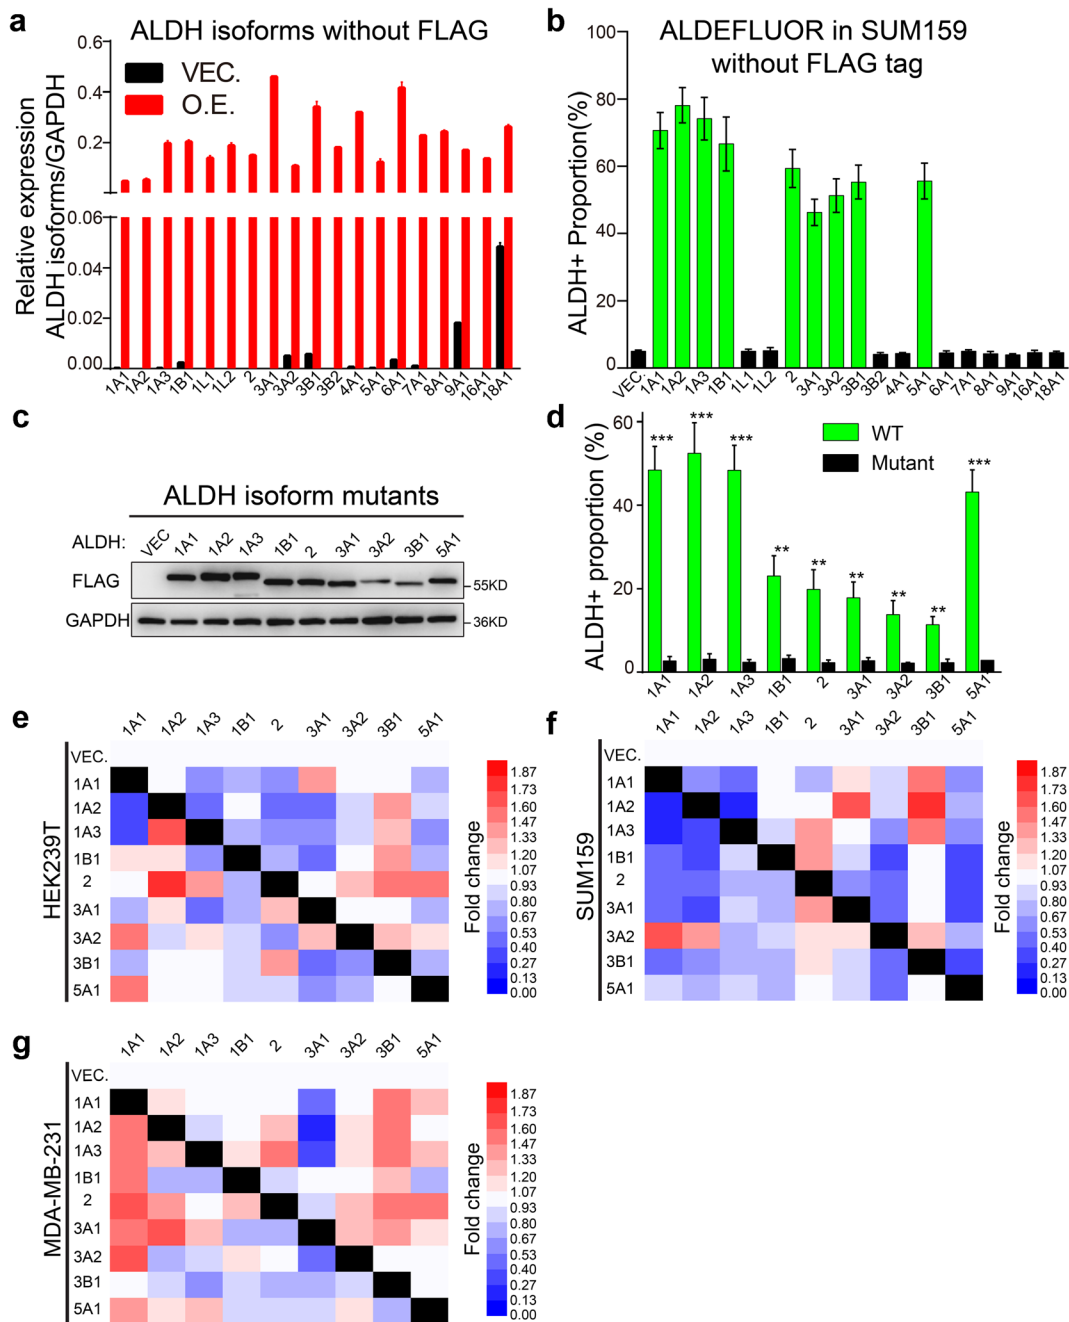 a
ALDH isoforms without FLAG
VEC.
O.E.
Relative expression
ALDH isoforms/GAPDH
0.6
0.4
0.2
0.06
0.04
0.02
0.00
1A1 1A2 1A3 1B1 1L1 1L2 2 3A1 3A2 3B1 3B2 4A1 5A1 6A1 7A1 8A1 9A1 16A1 18A1
b
ALDEFLUOR in SUM159
without FLAG tag
ALDH+ Proportion(%)
100
80
60
40
20
0
VEC. 1A1 1A2 1A3 1B1 1L1 1L2 2 3A1 3A2 3B1 3B2 4A1 5A1 6A1 7A1 8A1 9A1 16A1 18A1
c
ALDH isoform mutants
ALDH: VEC 1A1 1A2 1A3 1B1 2 3A1 3A2 3B1 5A1
FLAG
55KD
GAPDH
36KD
d
WT
Mutant
ALDH+ proportion (%)
60
40
20
0
*** *** *** ** ** ** ** ** ***
1A1 1A2 1A3 1B1 2 3A1 3A2 3B1 5A1
e
1A1 1A2 1A3 1B1 2 3A1 3A2 3B1 5A1
HEK239T
VEC.
1A1
1A2
1A3
1B1
2
3A1
3A2
3B1
5A1
Fold change
1.87
1.73
1.60
1.47
1.33
1.20
1.07
0.93
0.80
0.67
0.53
0.40
0.27
0.13
0.00
f
1A1 1A2 1A3 1B1 2 3A1 3A2 3B1 5A1
SUM159
VEC.
1A1
1A2
1A3
1B1
2
3A1
3A2
3B1
5A1
Fold change
1.87
1.73
1.60
1.47
1.33
1.20
1.07
0.93
0.80
0.67
0.53
0.40
0.27
0.13
0.00
g
1A1 1A2 1A3 1B1 2 3A1 3A2 3B1 5A1
MDA-MB-231
VEC.
1A1
1A2
1A3
1B1
2
3A1
3A2
3B1
5A1
Fold change
1.87
1.73
1.60
1.47
1.33
1.20
1.07
0.93
0.80
0.67
0.53
0.40
0.27
0.13
0.00